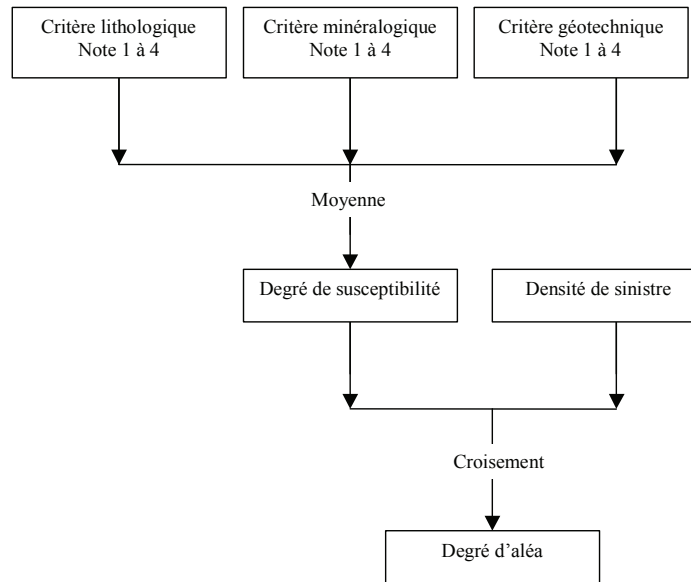 Critère lithologique
Note 1 à 4
Critère minéralogique
Note 1 à 4
Critère géotechnique
Note 1 à 4
Moyenne
Degré de susceptibilité
Densité de sinistre
Croisement
Degré d'aléa